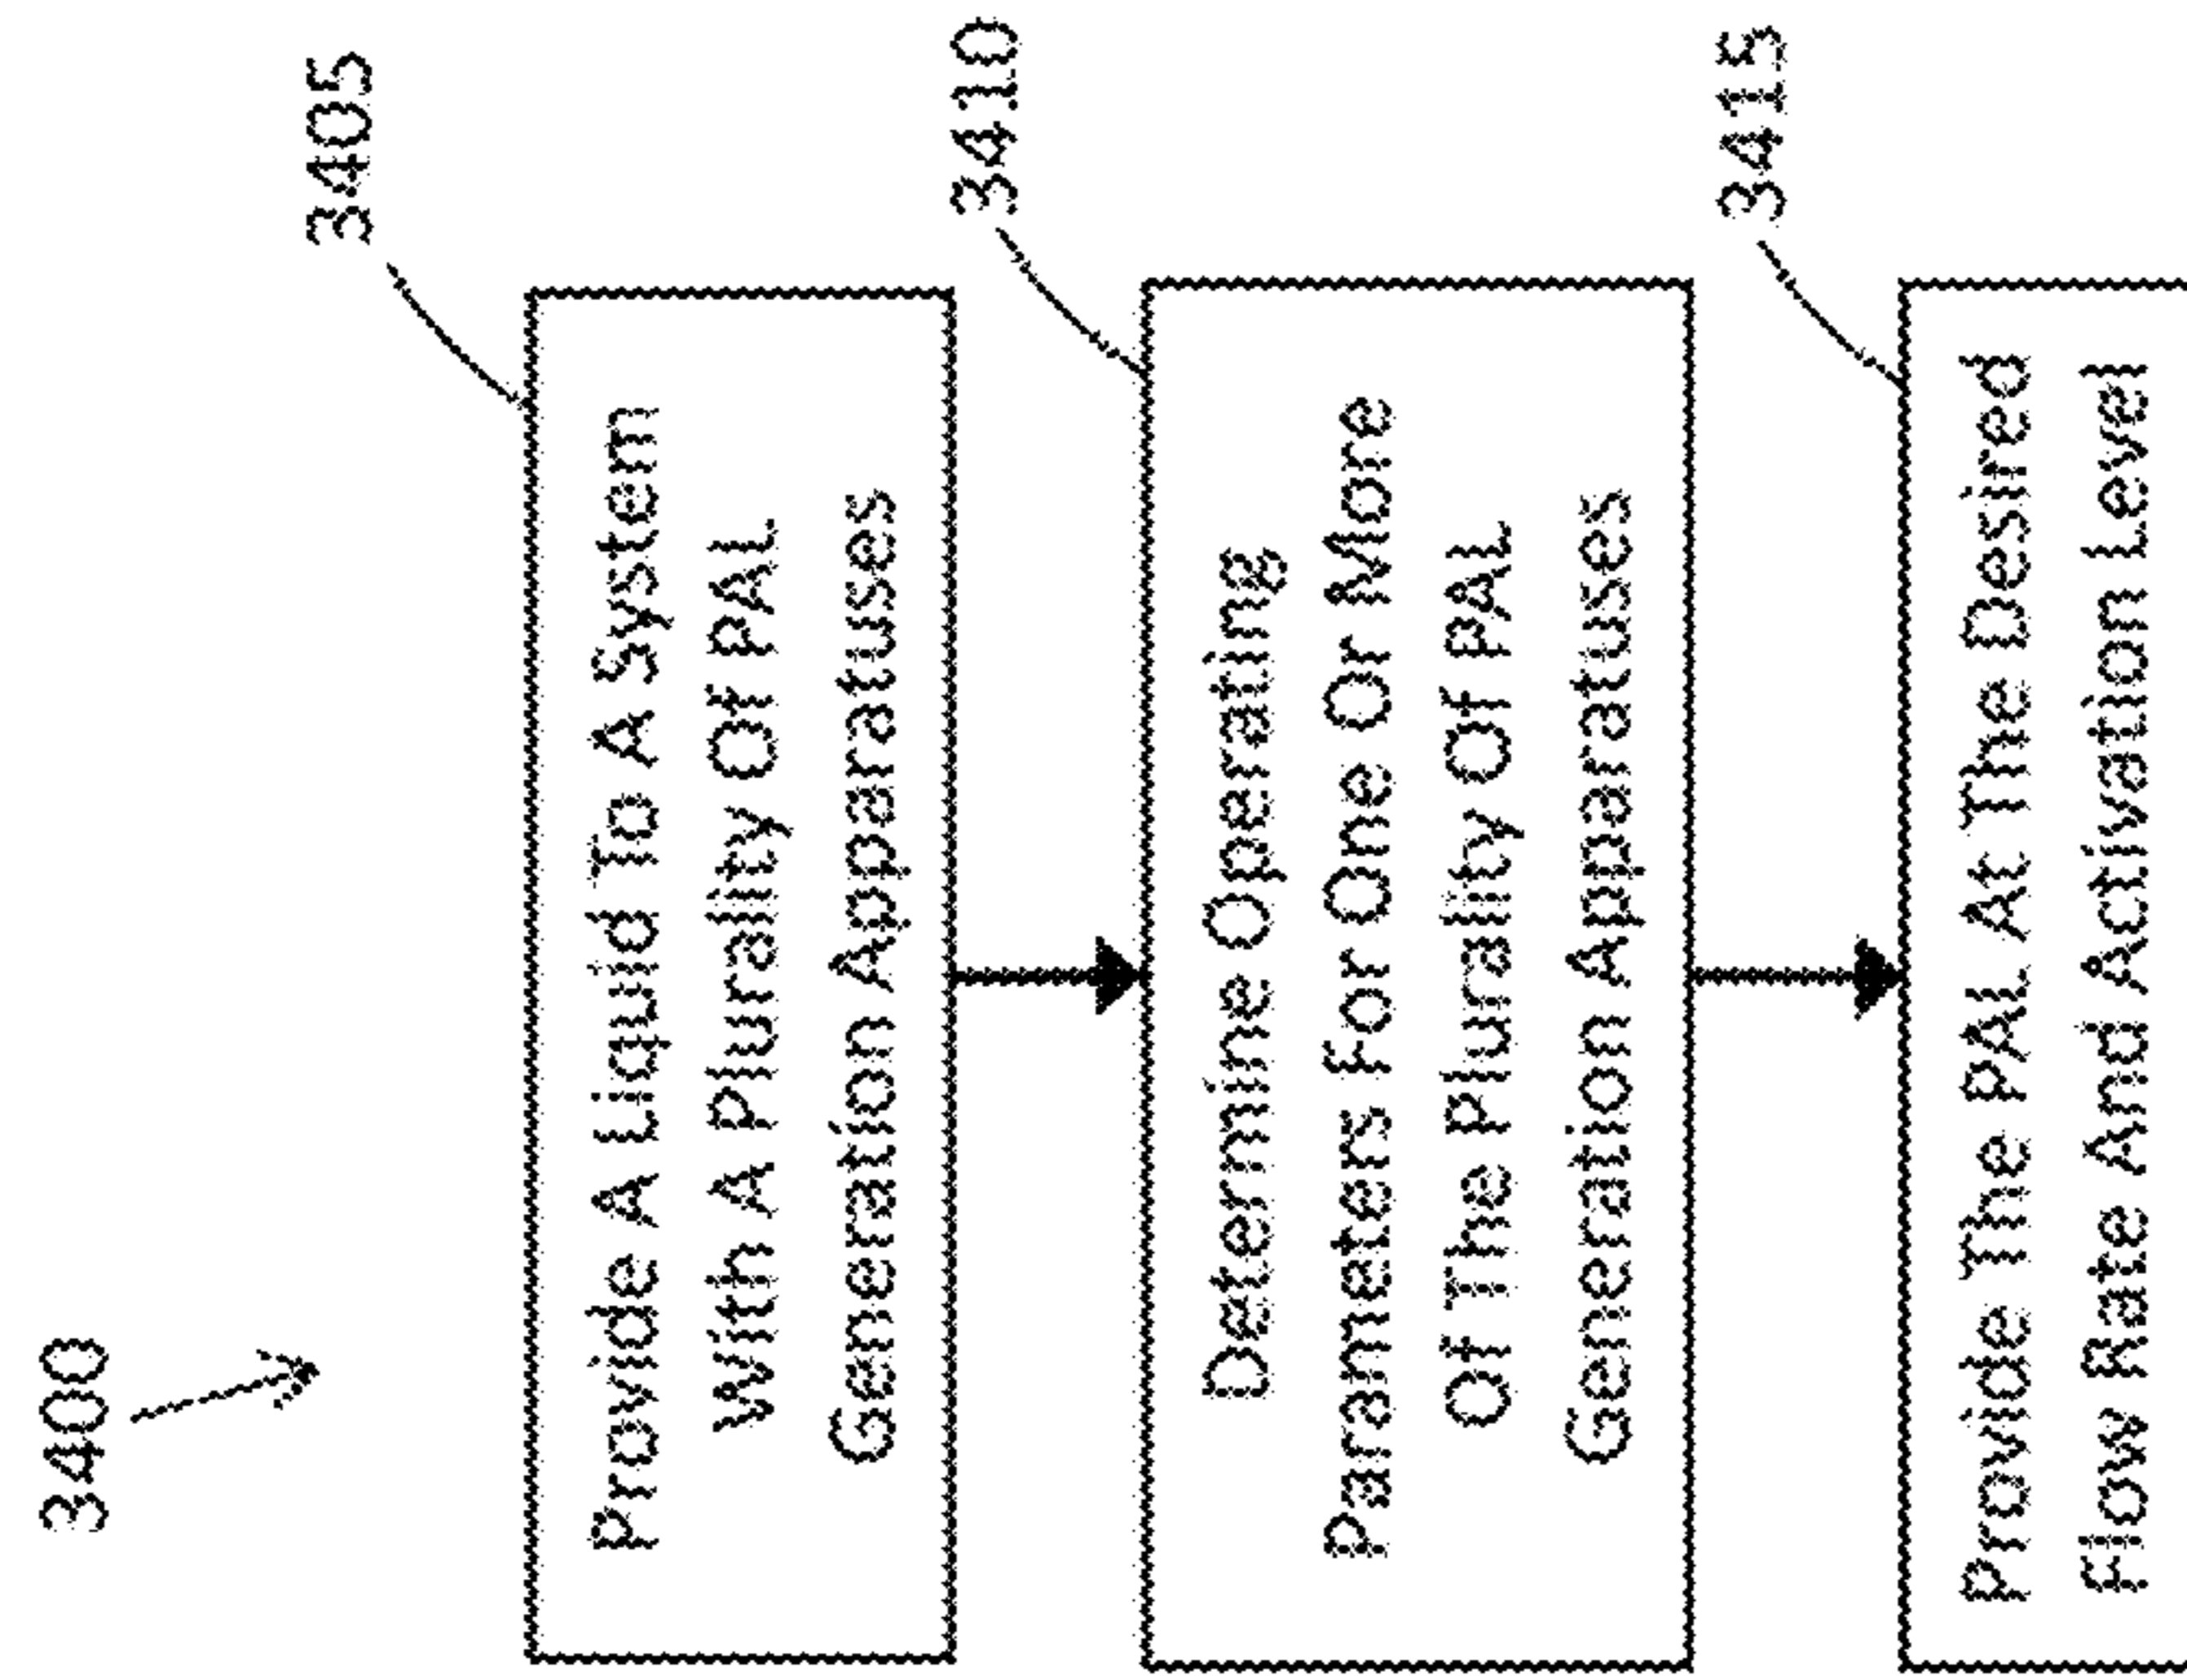 3400
3405
Provide A Liquid To A System
With A Plurality Of PAL
Generation Apparatuses
3410
Determine Operating
Paramaters For One Or More
Of The Plurality Of PAL
Generation Apparatuses
3415
Provide The PAL At The Desired
Flow Rate And Activation Level